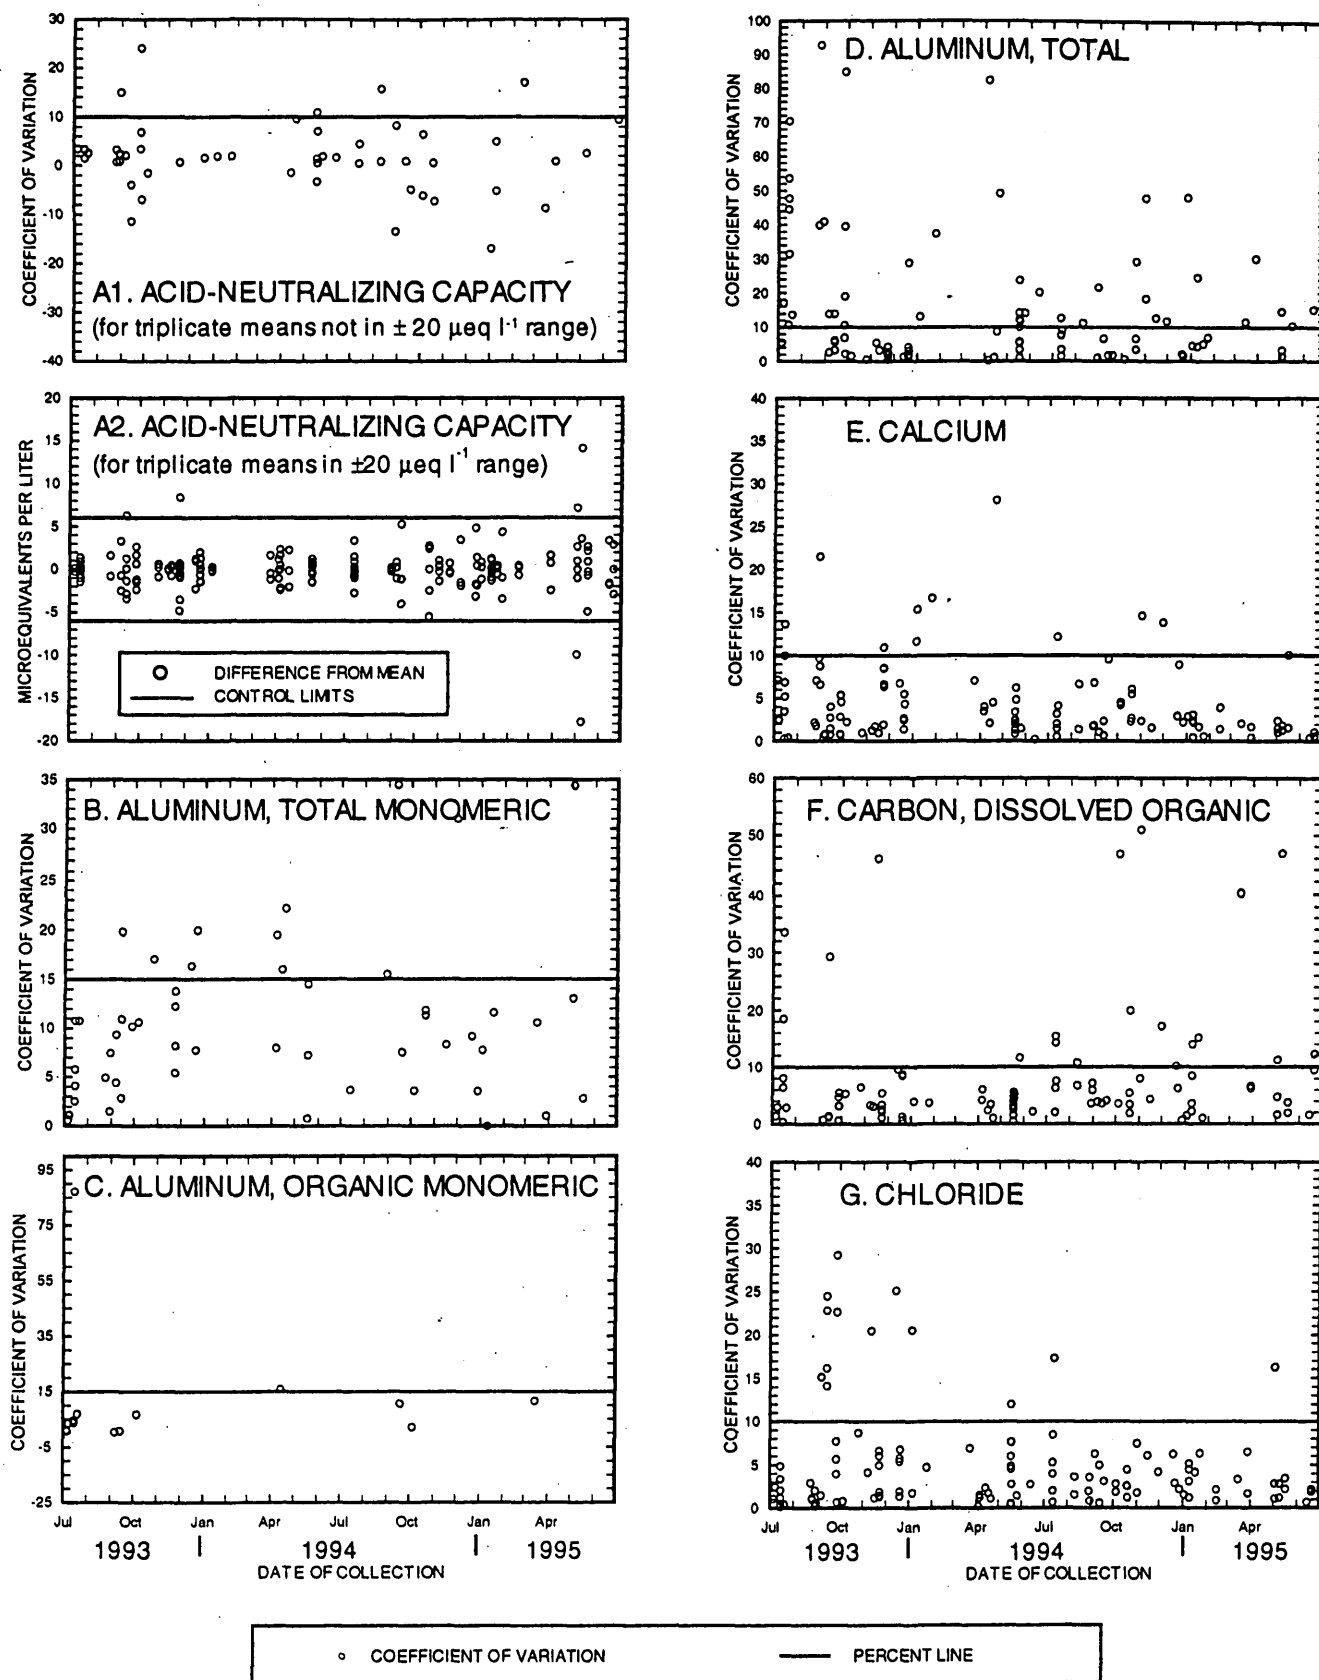 30
20
10
0
-10
-20
-30
-40
COEFFICIENT OF VARIATION
A1. ACID-NEUTRALIZING CAPACITY
(for triplicate means not in ± 20 µeq l-1 range)
20
15
10
5
0
-5
-10
-15
-20
MICROEQUIVALENTS PER LITER
A2. ACID-NEUTRALIZING CAPACITY
(for triplicate means in ±20 µeq l-1 range)
DIFFERENCE FROM MEAN
CONTROL LIMITS
35
30
25
20
15
10
5
0
COEFFICIENT OF VARIATION
B. ALUMINUM, TOTAL MONOMERIC
95
75
55
35
15
-5
-25
COEFFICIENT OF VARIATION
C. ALUMINUM, ORGANIC MONOMERIC
Jul Oct Jan Apr Jul Oct Jan Apr
1993 1994 1995
DATE OF COLLECTION
100
90
80
70
60
50
40
30
20
10
0
COEFFICIENT OF VARIATION
D. ALUMINUM, TOTAL
40
35
30
25
20
15
10
5
0
COEFFICIENT OF VARIATION
E. CALCIUM
60
50
40
30
20
10
0
COEFFICIENT OF VARIATION
F. CARBON, DISSOLVED ORGANIC
40
35
30
25
20
15
10
5
0
COEFFICIENT OF VARIATION
G. CHLORIDE
Jul Oct Jan Apr Jul Oct Jan Apr
1993 1994 1995
DATE OF COLLECTION
COEFFICIENT OF VARIATION
PERCENT LINE